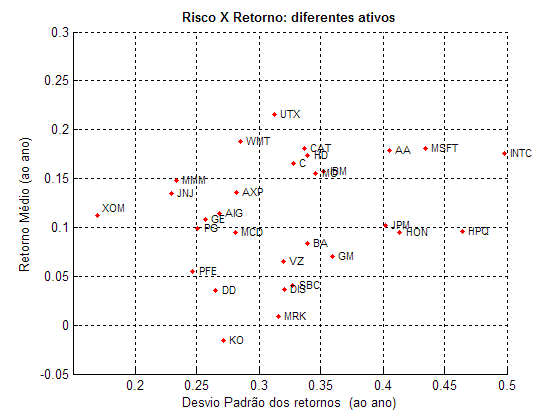 Risco X Retorno: diferentes ativos
0.3
0.25
0.2
0.15
0.1
0.05
0
-0.05
Retorno Médio (ao ano)
UTX
WMT
CAT
HD
AA
MSFT
INTC
C
MO
IBM
MMM
JNJ
AXP
XOM
AIG
GE
PG
MCD
JPM
HON
HPQ
BA
GM
VZ
PFE
DD
DIS
SBC
MRK
KO
0.2
0.25
0.3
0.35
0.4
0.45
0.5
Desvio Padrão dos retornos (ao ano)